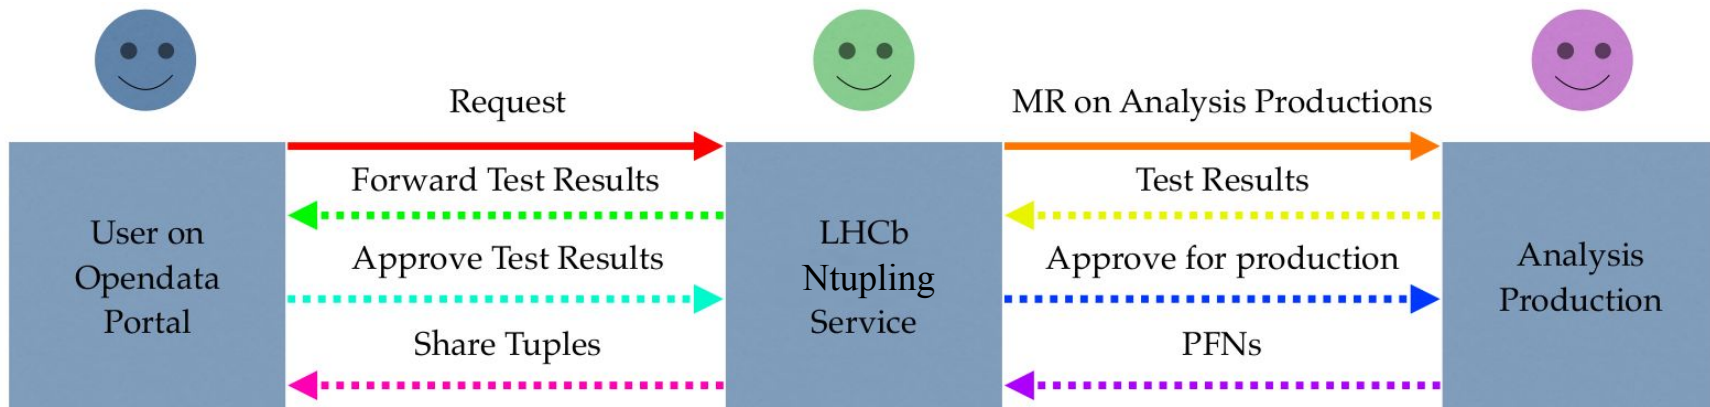 Request
MR on Analysis Productions
Forward Test Results
Test Results
User on
Opendata
Portal
LHCb
Ntupling
Service
Analysis
Production
Approve Test Results
Approve for production
Share Tuples
PFNs